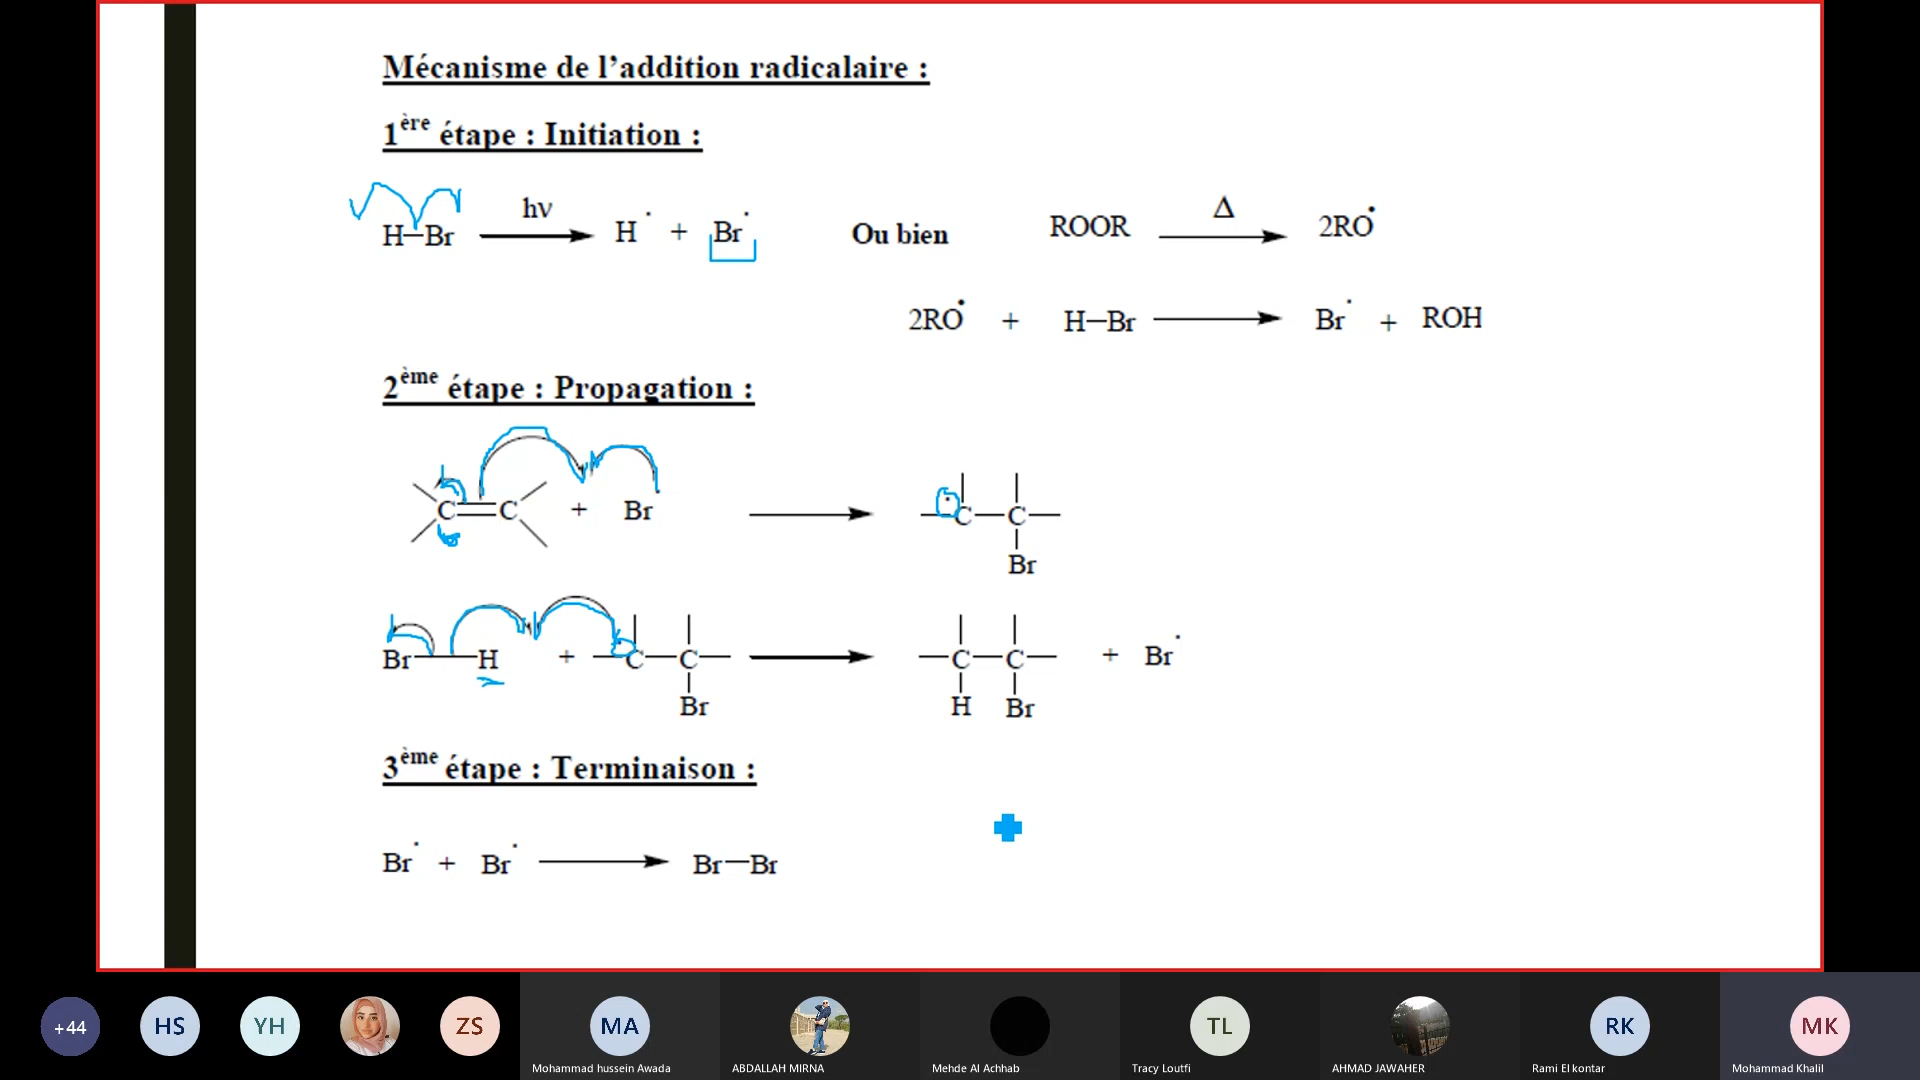 Mécanisme de l’addition radicalaire :
1ère étape : Initiation :
H—Br hν H˙ + Br˙ Ou bien ROOR Δ 2RO˙
2RO˙ + H—Br Br˙ + ROH
2ème étape : Propagation :
C=C + Br˙ ˙C—C
Br
Br—H + ˙C—C C—C + Br˙
Br H Br
3ème étape : Terminaison :
Br˙ + Br˙ Br—Br
+44 HS YH ZS MA TL RK MK
Mohammad hussein Awada ABDALLAH MIRNA Mehde Al Achhab Tracy Loutfi AHMAD JAWAHER Rami El kontar Mohammad Khalil